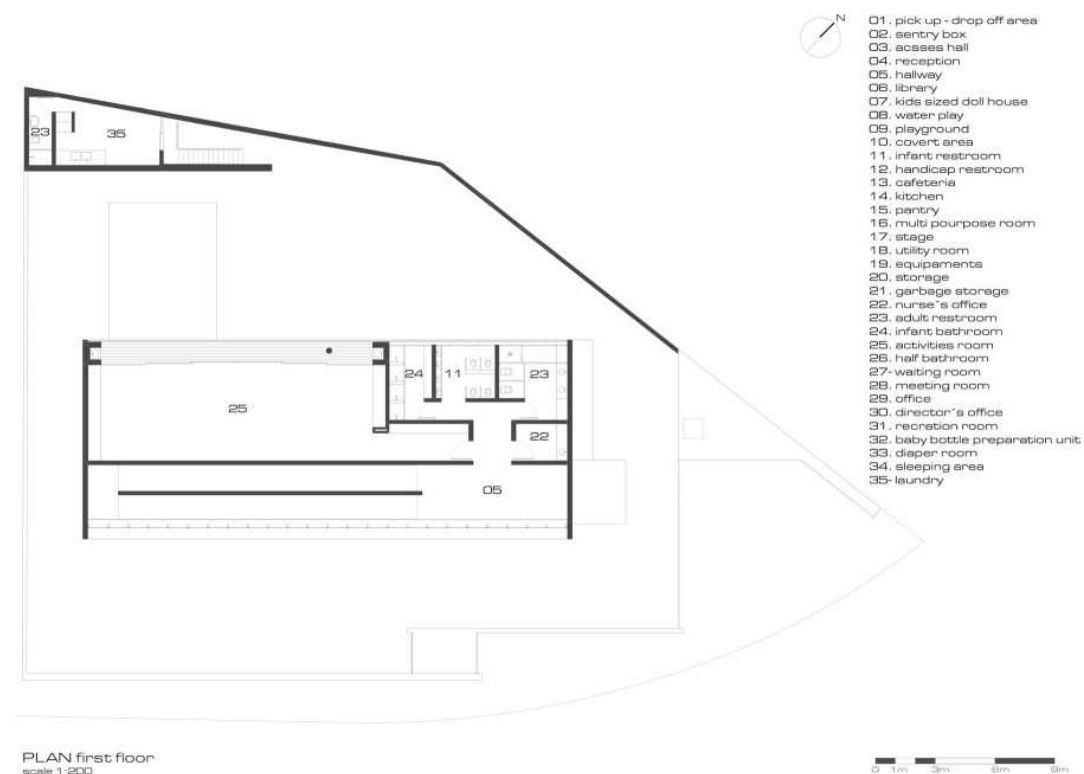 N
01. pick up - drop off area
02. sentry box
03. acsses hall
04. reception
05. hallway
06. library
07. kids sized doll house
08. water play
09. playground
10. covert area
11. infant restroom
12. handicap restroom
13. cafeteria
14. kitchen
15. pantry
16. multi pourpose room
17. stage
18. utility room
19. equipaments
20. storage
21. garbage storage
22. nurse´s office
23. adult restroom
24. infant bathroom
25. activities room
26. half bathroom
27- waiting room
28. meeting room
29. office
30. director´s office
31. recration room
32. baby bottle preparation unit
33. diaper room
34. sleeping area
35- laundry
23 35
24 11 23
25
22
05
PLAN first floor
scale 1:200
0 1m 3m 6m 9m